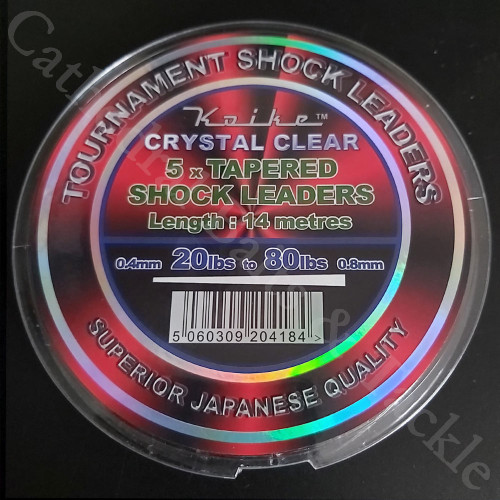 TOURNAMENT SHOCK LEADERS
Koike™
CRYSTAL CLEAR
5 x TAPERED
SHOCK LEADERS
Length : 14 metres
0.4mm 20lbs to 80lbs 0.8mm
5 060309 204184 >
SUPERIOR JAPANESE QUALITY